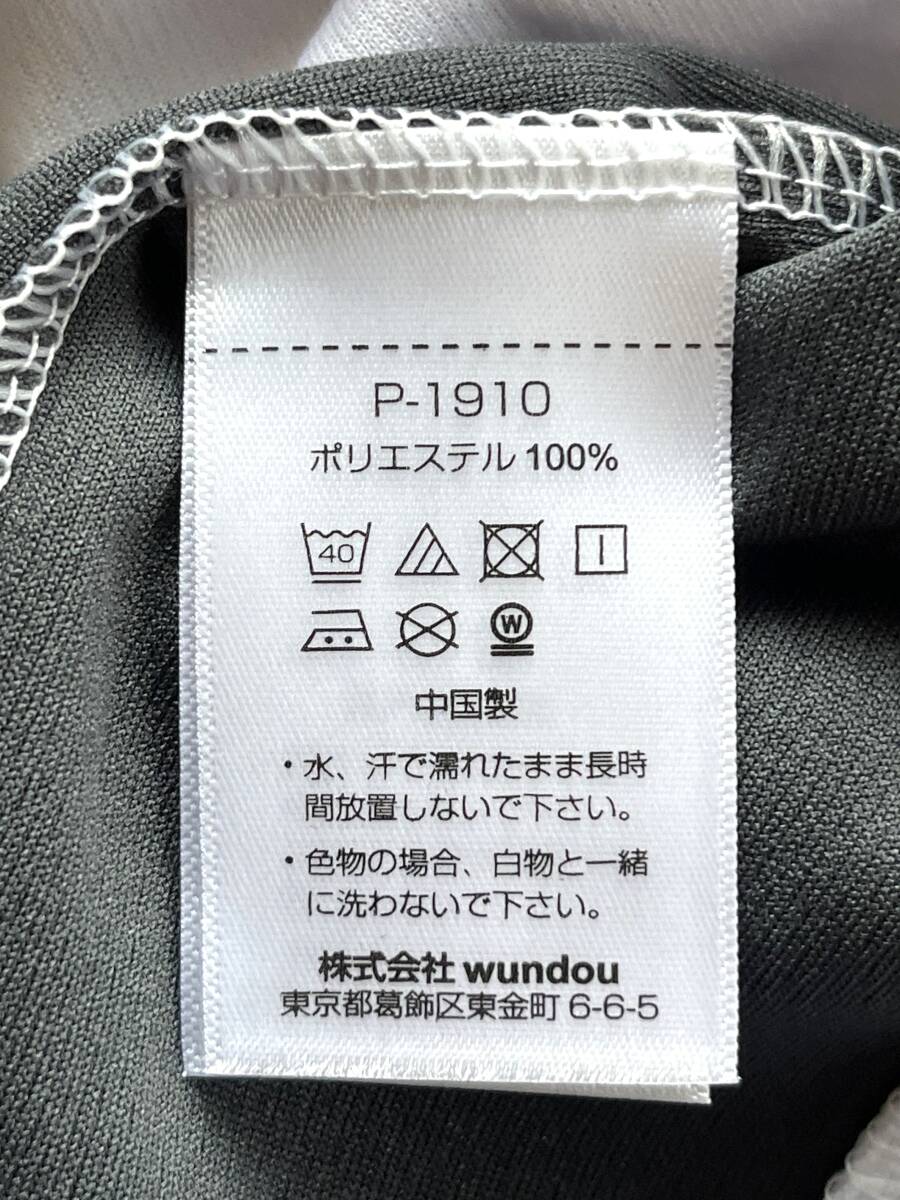 P-1910
ポリエステル 100%
40
W
中国製
・水、汗で濡れたまま長時
間放置しないで下さい。
・色物の場合、白物と一緒
に洗わないで下さい。
株式会社 wundou
東京都葛飾区東金町 6-6-5